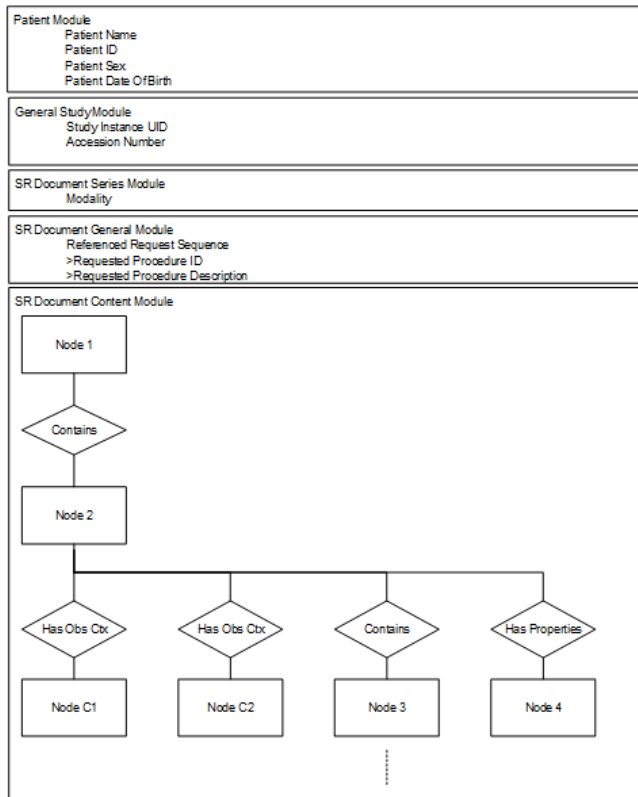 Patient Module
Patient Name
Patient ID
Patient Sex
Patient Date Of Birth
General StudyModule
Study Instance UID
Accession Number
SR Document Series Module
Modality
SR Document General Module
Referenced Request Sequence
>Requested Procedure ID
>Requested Procedure Description
SR Document Content Module
Node 1
Contains
Node 2
Has Obs Ctx
Has Obs Ctx
Contains
Has Properties
Node C1
Node C2
Node 3
Node 4